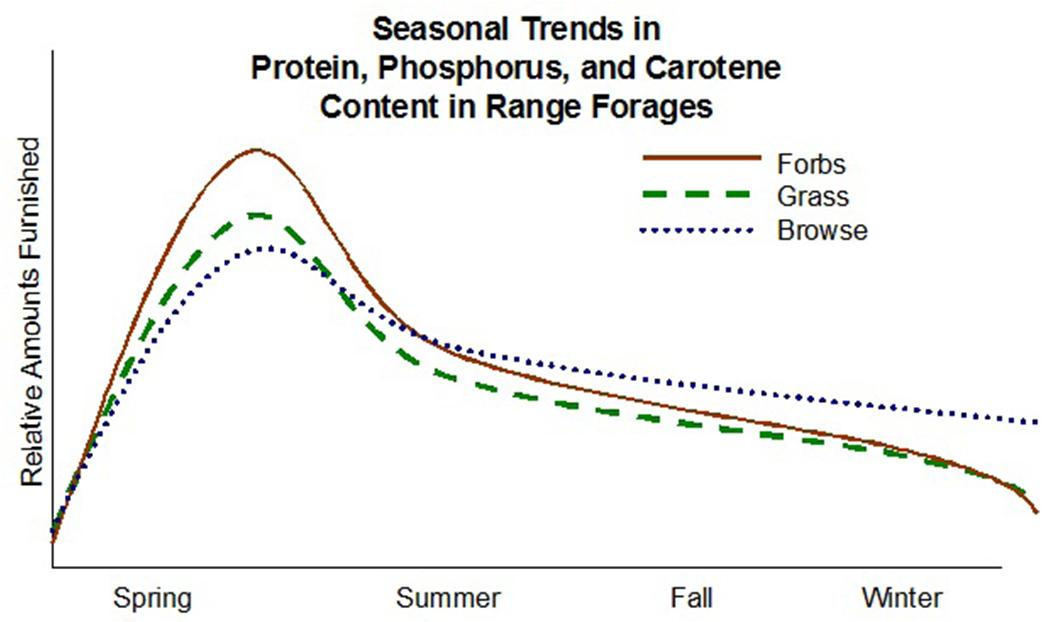 Seasonal Trends in
Protein, Phosphorus, and Carotene
Content in Range Forages
Relative Amounts Furnished
Forbs
Grass
Browse
Spring Summer Fall Winter